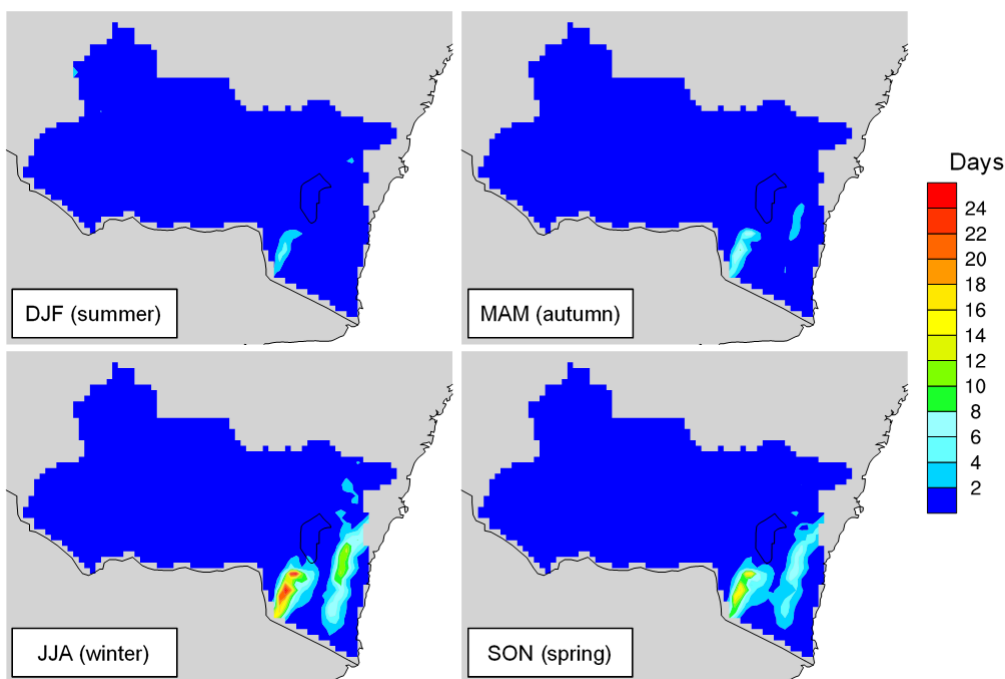 DJF (summer)
MAM (autumn)
Days
24
22
20
18
16
14
12
10
8
6
4
2
JJA (winter)
SON (spring)